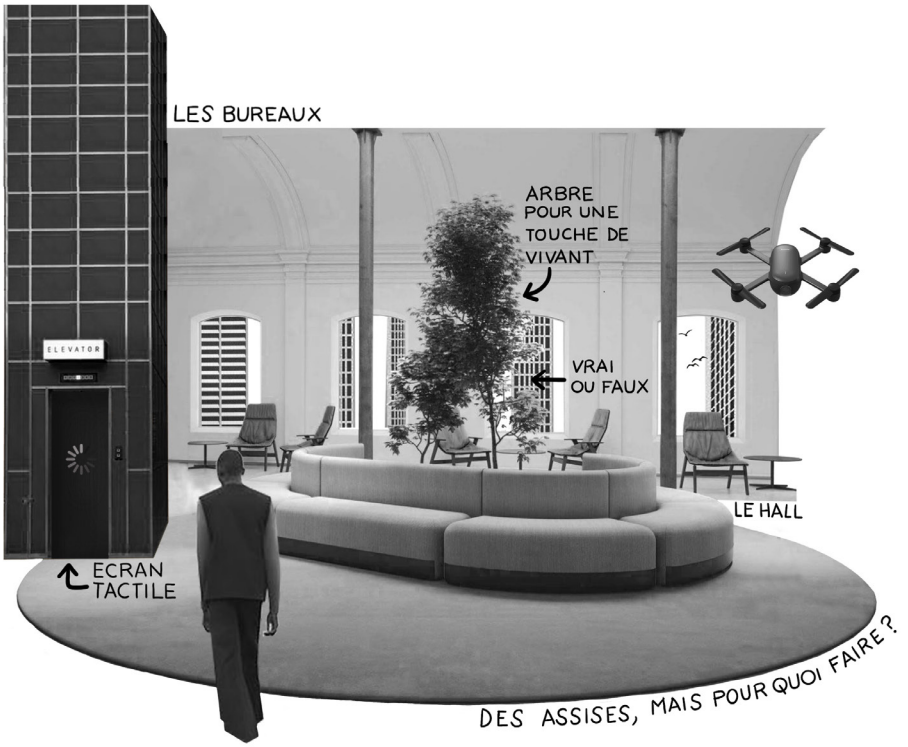 LES BUREAUX
ARBRE
POUR UNE
TOUCHE DE
VIVANT
ELEVATOR
VRAI
OU FAUX
LE HALL
ECRAN
TACTILE
DES ASSISES, MAIS POUR QUOI FAIRE?